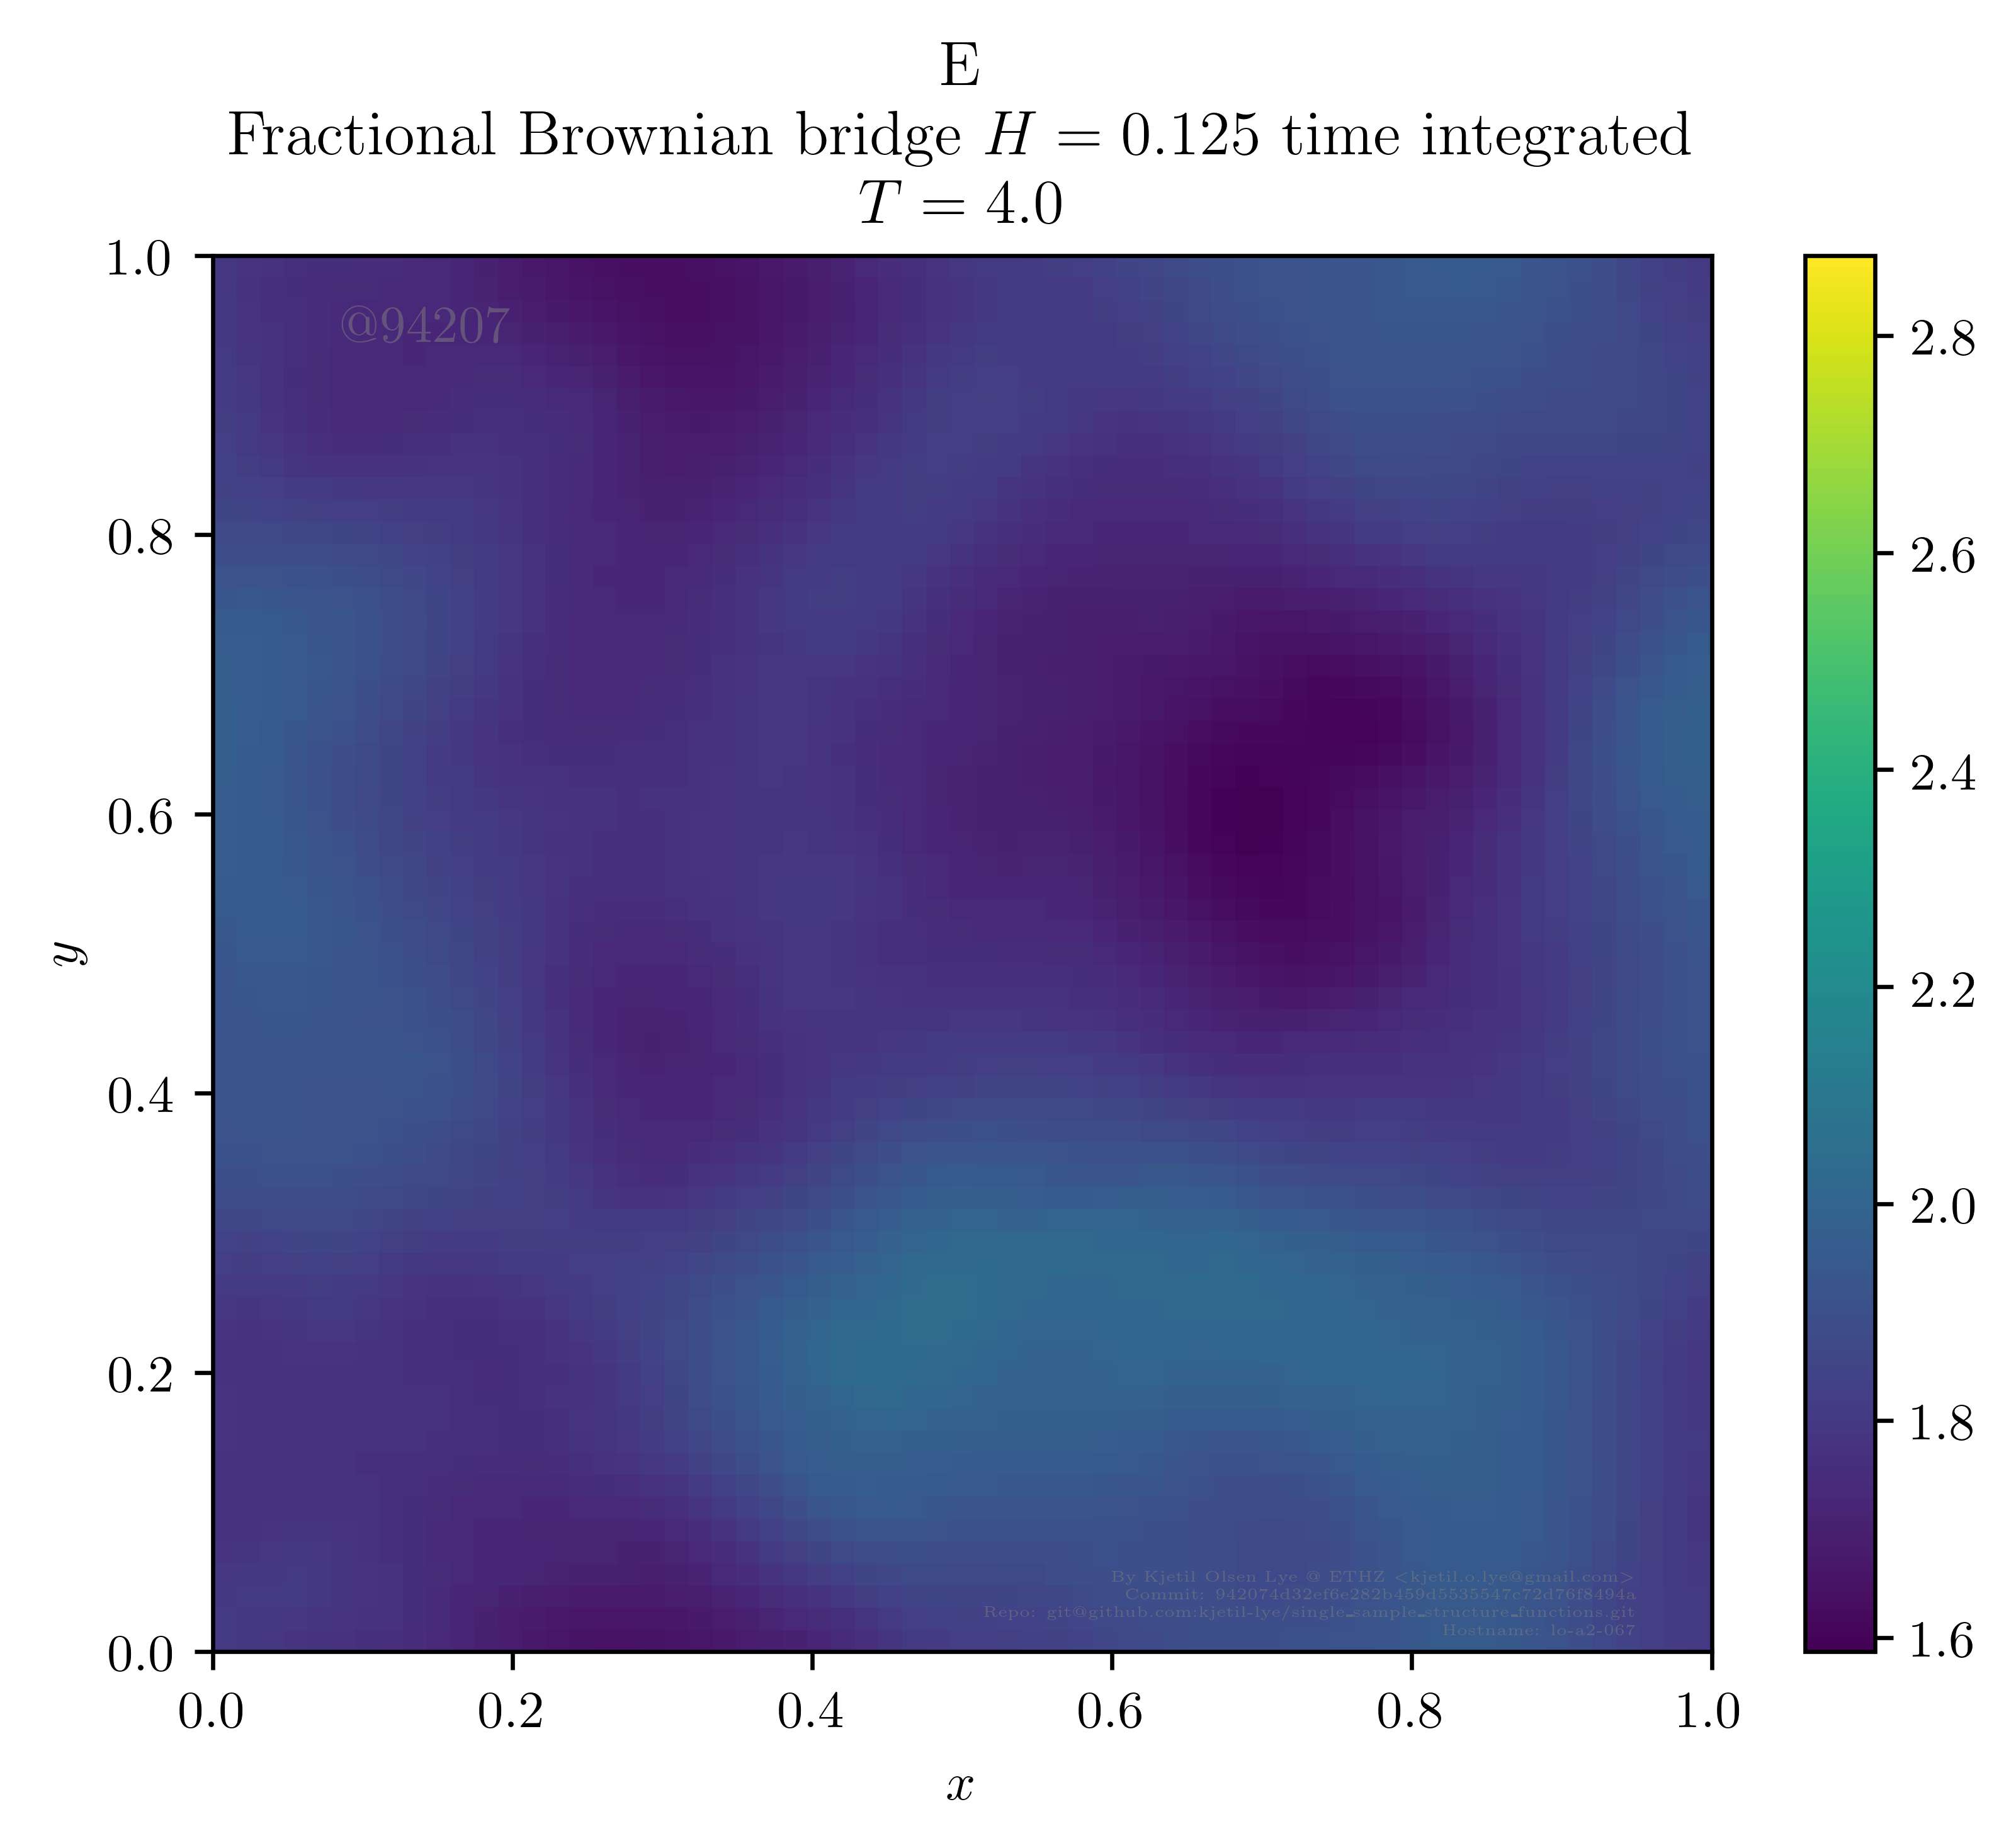 E
Fractional Brownian bridge H = 0.125 time integrated
T = 4.0
1.0
0.8
0.6
0.4
0.2
0.0
y
@94207
By Kjetil Olsen Lye @ ETHZ <kjetil.o.lye@gmail.com>
Commit: 942074d32ef6e282b459d5535547c72d76f8494a
Repo: git@github.com:kjetil-lye/single_sample_structure_functions.git
Hostname: lo-a2-067
0.0 0.2 0.4 0.6 0.8 1.0
x
2.8
2.6
2.4
2.2
2.0
1.8
1.6